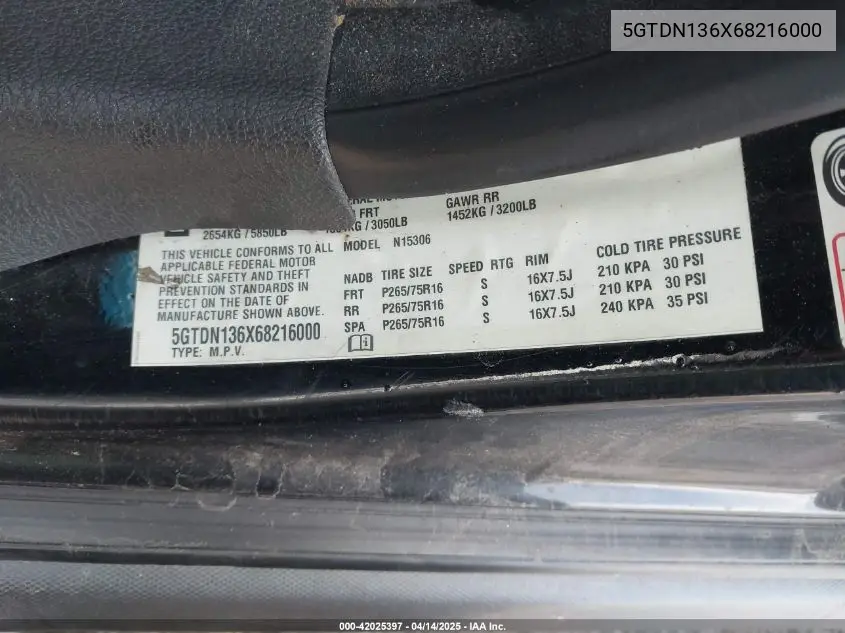 5GTDN136X68216000
GAWR RR
FRT
2654KG / 5850LB
KG / 3050LB
1452KG / 3200LB
THIS VEHICLE CONFORMS TO ALL
APPLICABLE FEDERAL MOTOR
VEHICLE SAFETY AND THEFT
PREVENTION STANDARDS IN
EFFECT ON THE DATE OF
MANUFACTURE SHOWN ABOVE.
5GTDN136X68216000
TYPE: M.P.V.
MODEL N15306
NADB TIRE SIZE SPEED RTG RIM COLD TIRE PRESSURE
FRT P265/75R16 S 16X7.5J 210 KPA 30 PSI
RR P265/75R16 S 16X7.5J 210 KPA 30 PSI
SPA P265/75R16 S 16X7.5J 240 KPA 35 PSI
000-42025397 - 04/14/2025 - IAA Inc.